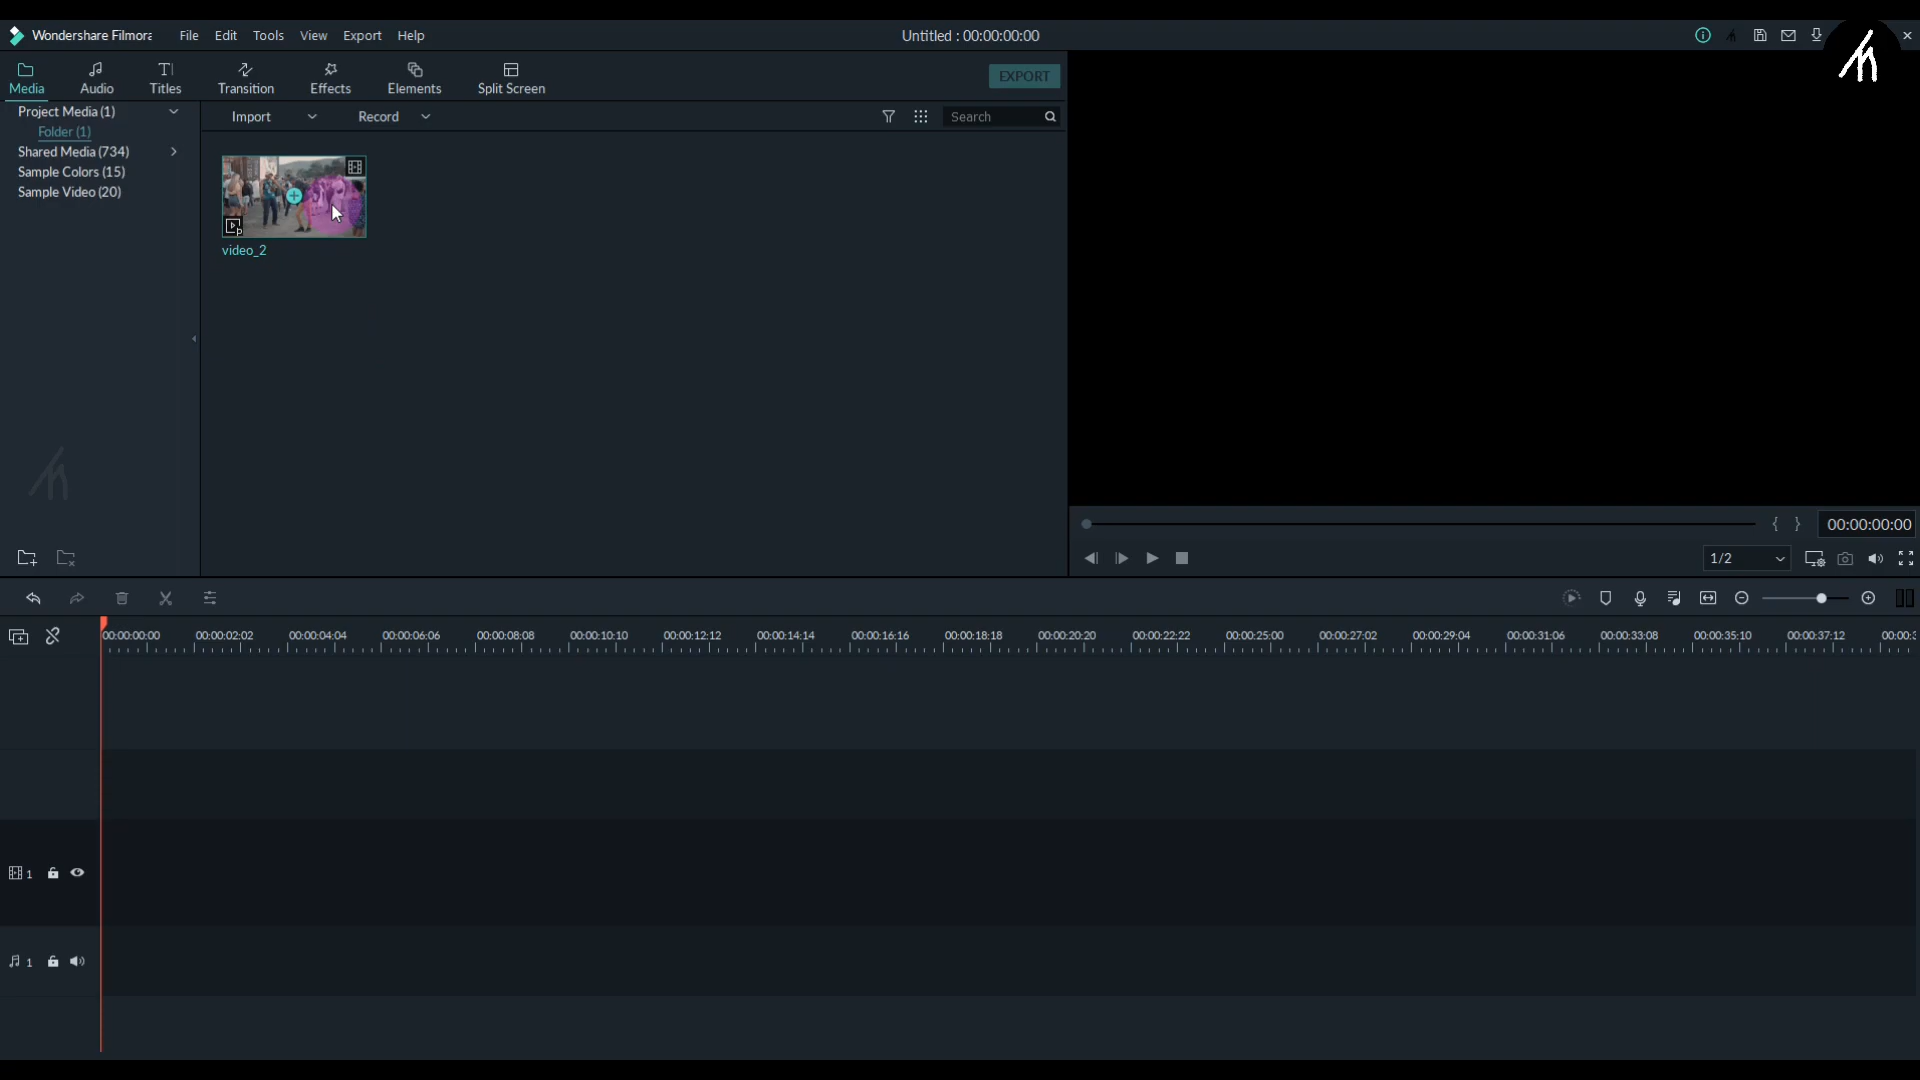 Wondershare Filmora
File
Edit
Tools
View
Export
Help
Untitled : 00:00:00:00
Media
Audio
Titles
Transition
Effects
Elements
Split Screen
EXPORT
Project Media (1)
Folder (1)
Shared Media (734)
Sample Colors (15)
Sample Video (20)
Import
Record
Search
video_2
00:00:00:00
1/2
00:00:00:00
00:00:02:02
00:00:04:04
00:00:06:06
00:00:08:08
00:00:10:10
00:00:12:12
00:00:14:14
00:00:16:16
00:00:18:18
00:00:20:20
00:00:22:22
00:00:25:00
00:00:27:02
00:00:29:04
00:00:31:06
00:00:33:08
00:00:35:10
00:00:37:12
00:00:3
1
1